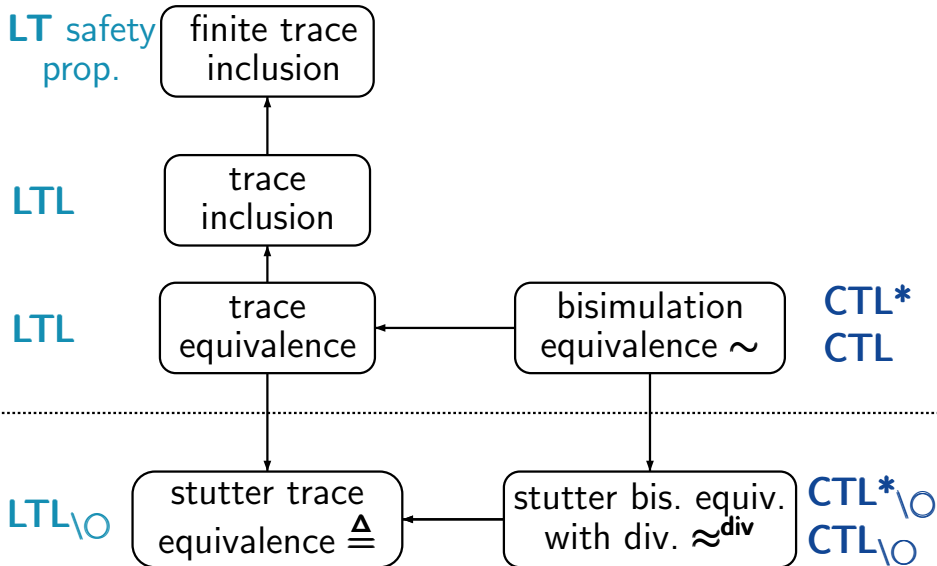 LT safety
prop.
finite trace
inclusion
LTL
trace
inclusion
LTL
trace
equivalence
bisimulation
equivalence ∼
CTL*
CTL
LTL\○
stutter trace
equivalence ≜
stutter bis. equiv.
with div. ≈div
CTL*\○
CTL\○